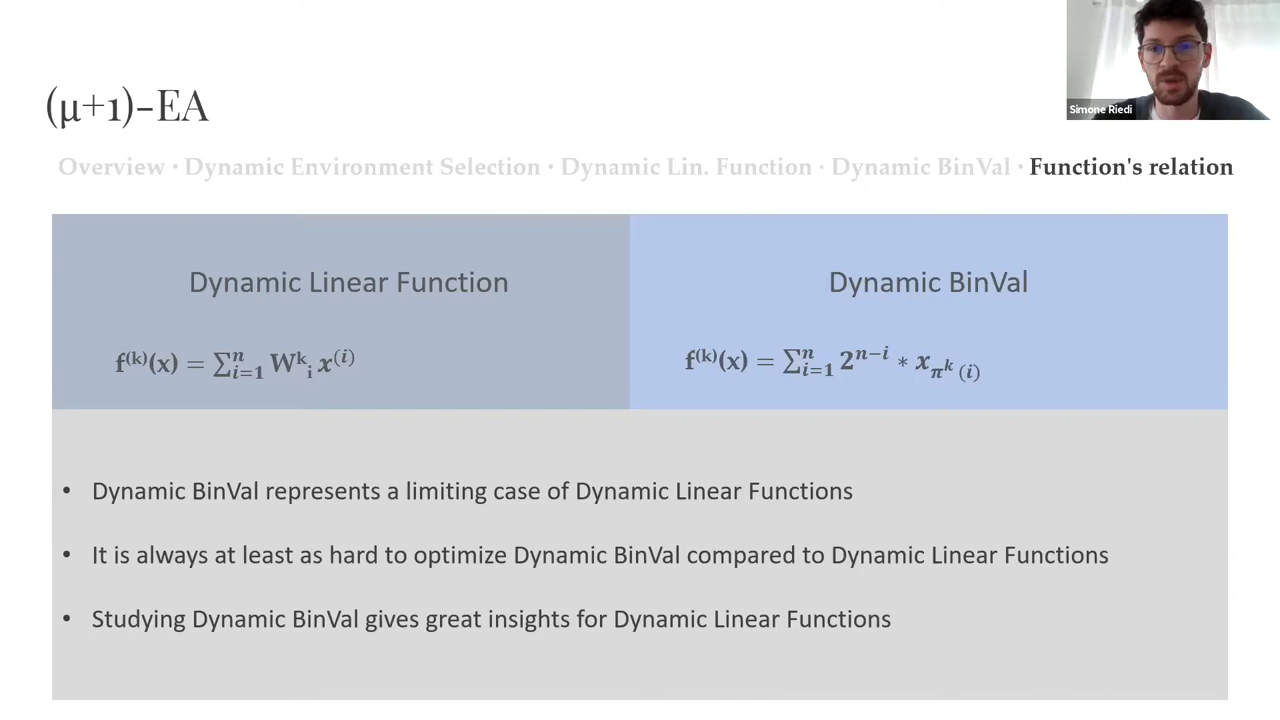 Simone Riedi
(μ+1)-EA
Overview · Dynamic Environment Selection · Dynamic Lin. Function · Dynamic BinVal · Function's relation
Dynamic Linear Function
Dynamic BinVal
f⁽ᵏ⁾(x) = ∑ⁿᵢ₌₁ Wᵏᵢ x⁽ⁱ⁾
f⁽ᵏ⁾(x) = ∑ⁿᵢ₌₁ 2ⁿ⁻ⁱ * x_πᵏ(i)
• Dynamic BinVal represents a limiting case of Dynamic Linear Functions
• It is always at least as hard to optimize Dynamic BinVal compared to Dynamic Linear Functions
• Studying Dynamic BinVal gives great insights for Dynamic Linear Functions